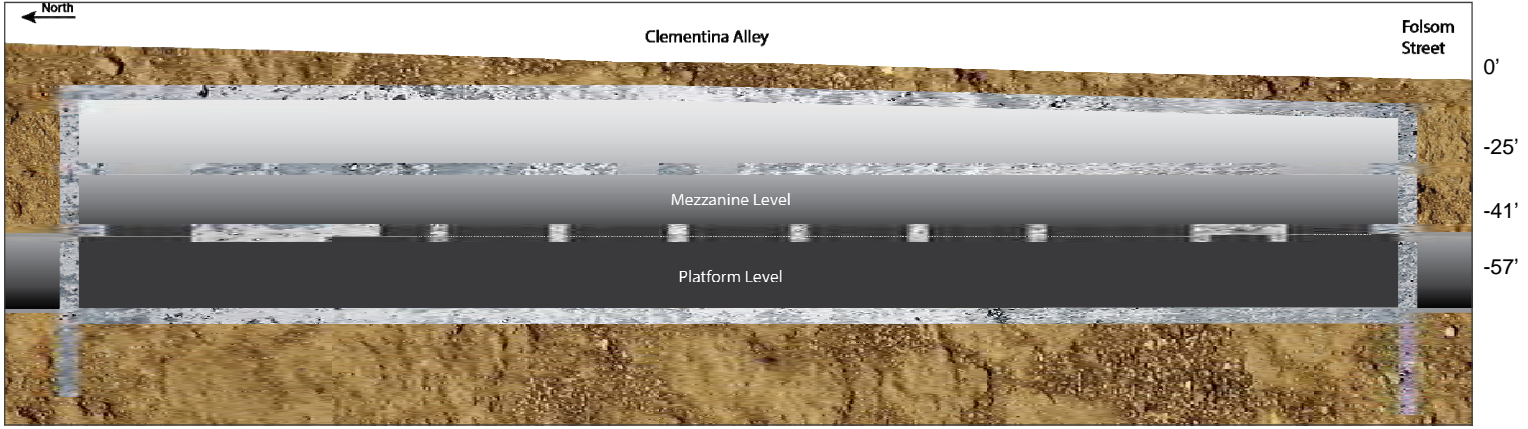 North
Clementina Alley
Folsom
Street
0’
-25’
Mezzanine Level
-41’
-57’
Platform Level